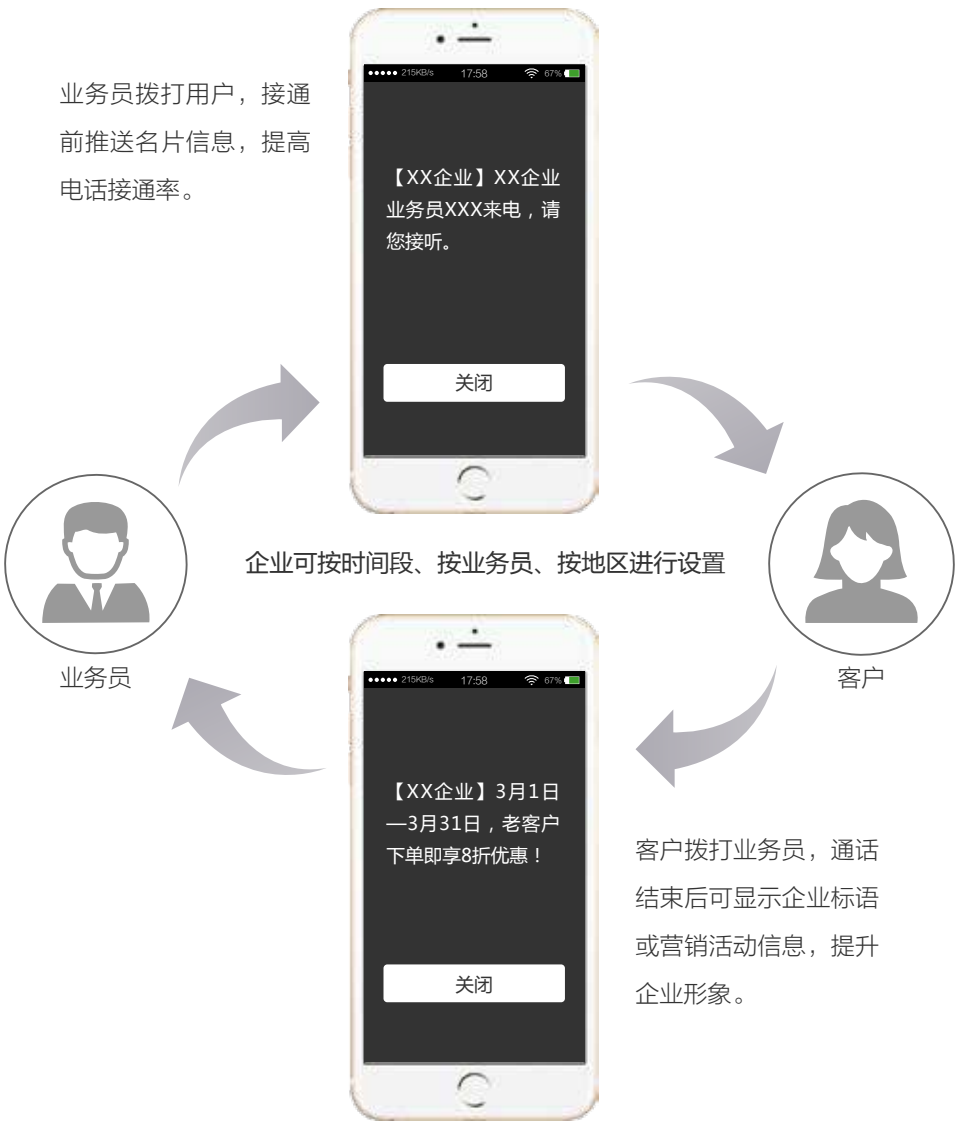 215KB/s 17:58 67%
业务员拨打用户，接通
前推送名片信息，提高
电话接通率。
【XX企业】XX企业
业务员XXX来电，请
您接听。
关闭
企业可按时间段、按业务员、按地区进行设置
业务员
客户
215KB/s 17:58 67%
【XX企业】3月1日
—3月31日，老客户
下单即享8折优惠！
关闭
客户拨打业务员，通话
结束后可显示企业标语
或营销活动信息，提升
企业形象。